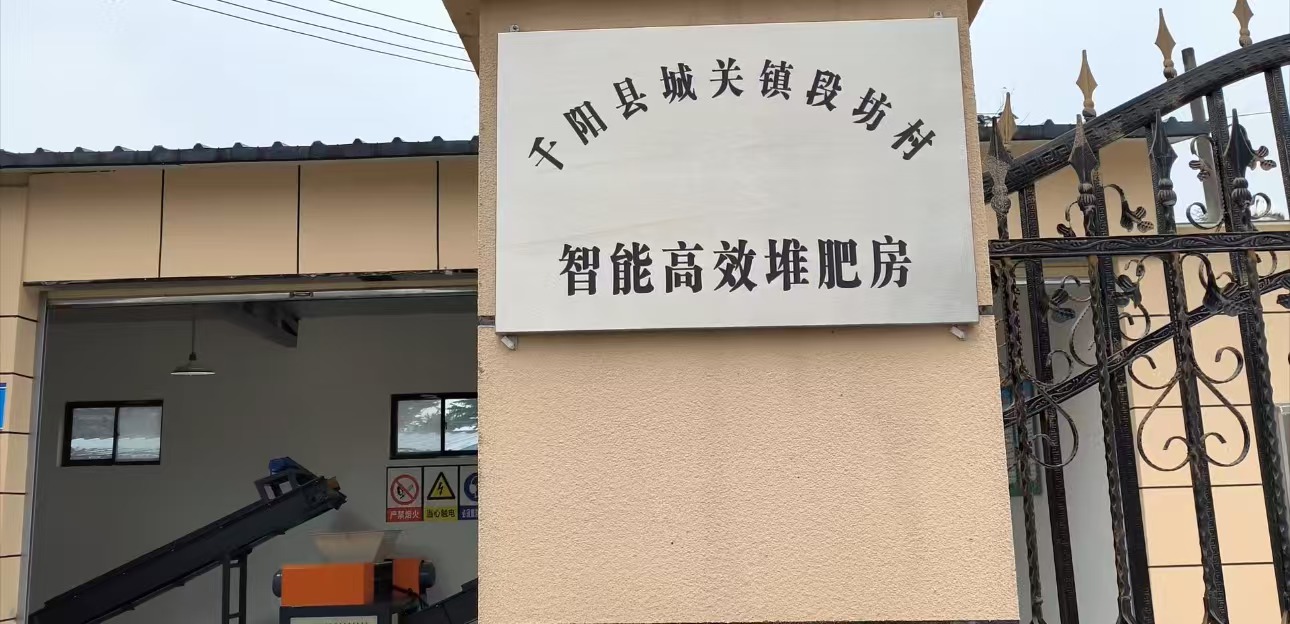 千阳县城关镇段坊村
智能高效堆肥房
严禁烟火
当心触电